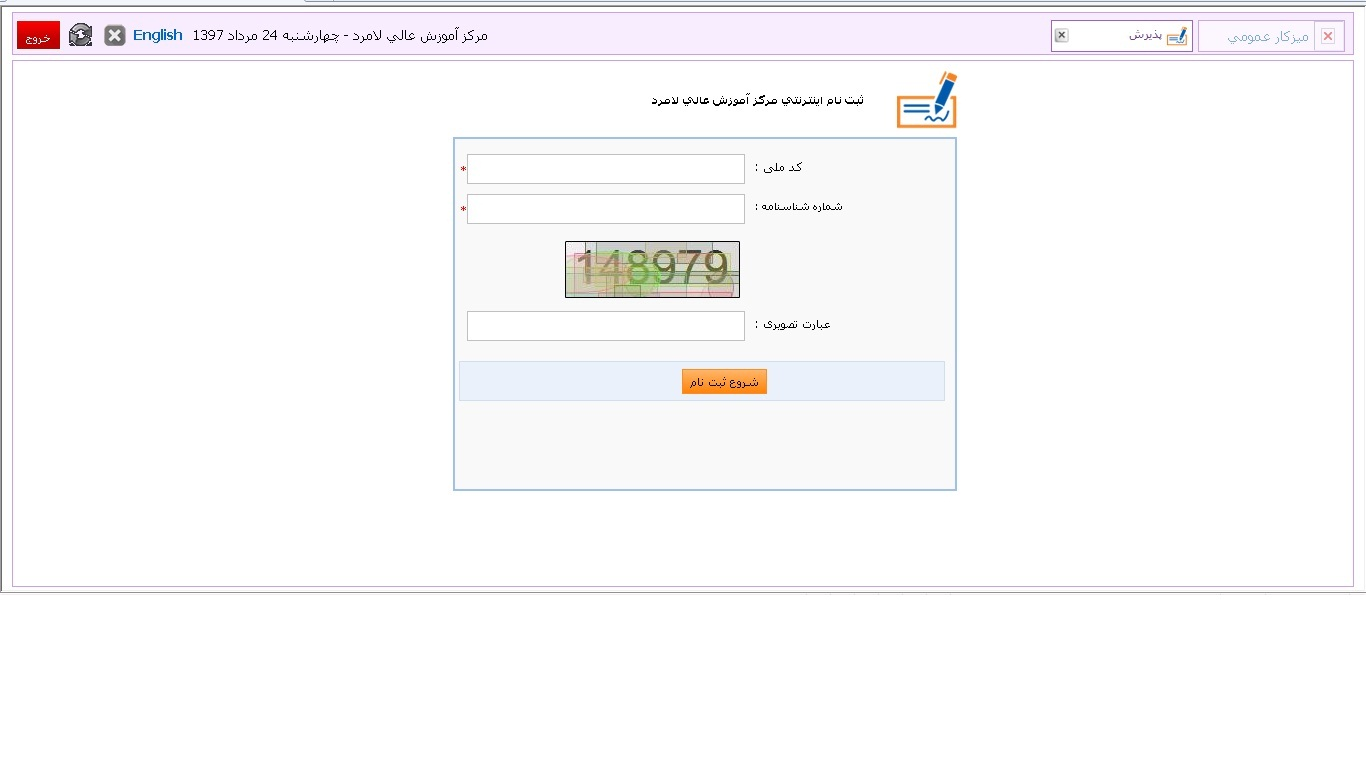 ميزکار عمومي
پذيرش
مرکز آموزش عالي لامرد - چهارشنبه 24 مرداد 1397
English
خروج
ثبت نام اينترنتي مرکز آموزش عالي لامرد
کد ملی :
*
شماره شناسنامه :
*
148979
عبارت تصویری :
شروع ثبت نام